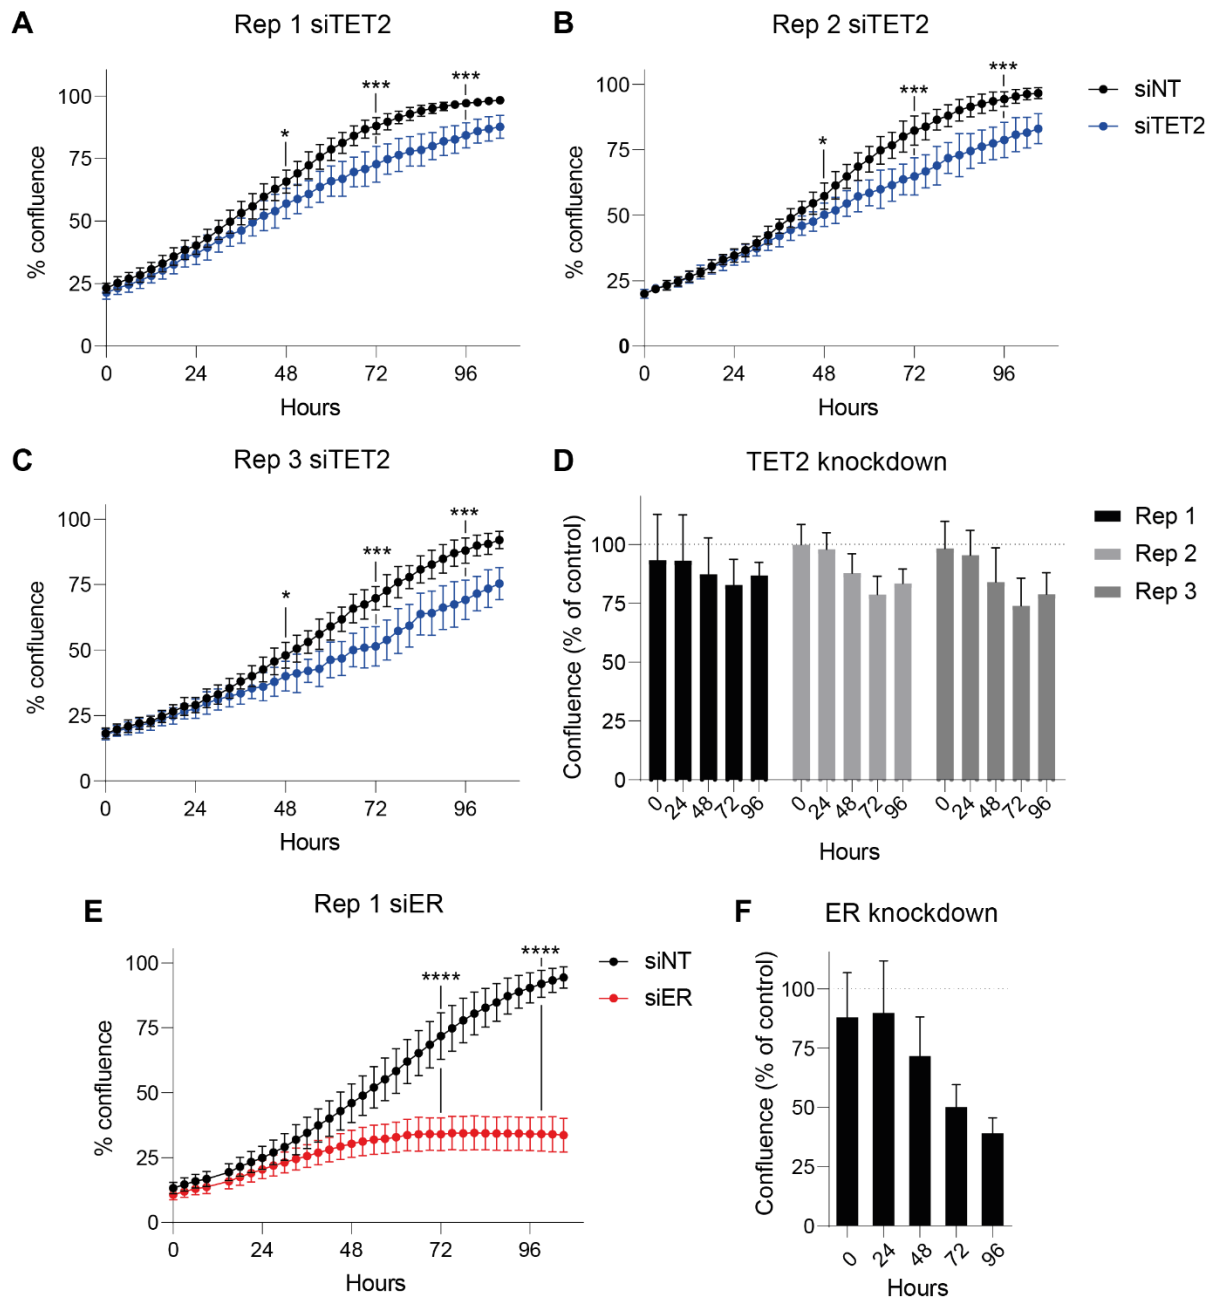 A
Rep 1 siTET2
% confluence
100
75
50
25
0
*
***
***
0 24 48 72 96
Hours
B
Rep 2 siTET2
% confluence
100
75
50
25
0
*
***
***
0 24 48 72 96
Hours
siNT
siTET2
C
Rep 3 siTET2
% confluence
100
75
50
25
0
*
***
***
0 24 48 72 96
Hours
D
TET2 knockdown
Confluence (% of control)
100
75
50
25
0
0 24 48 72 96 0 24 48 72 96 0 24 48 72 96
Hours
Rep 1
Rep 2
Rep 3
E
Rep 1 siER
% confluence
100
75
50
25
0
****
****
0 24 48 72 96
Hours
siNT
siER
F
ER knockdown
Confluence (% of control)
100
75
50
25
0
0 24 48 72 96
Hours